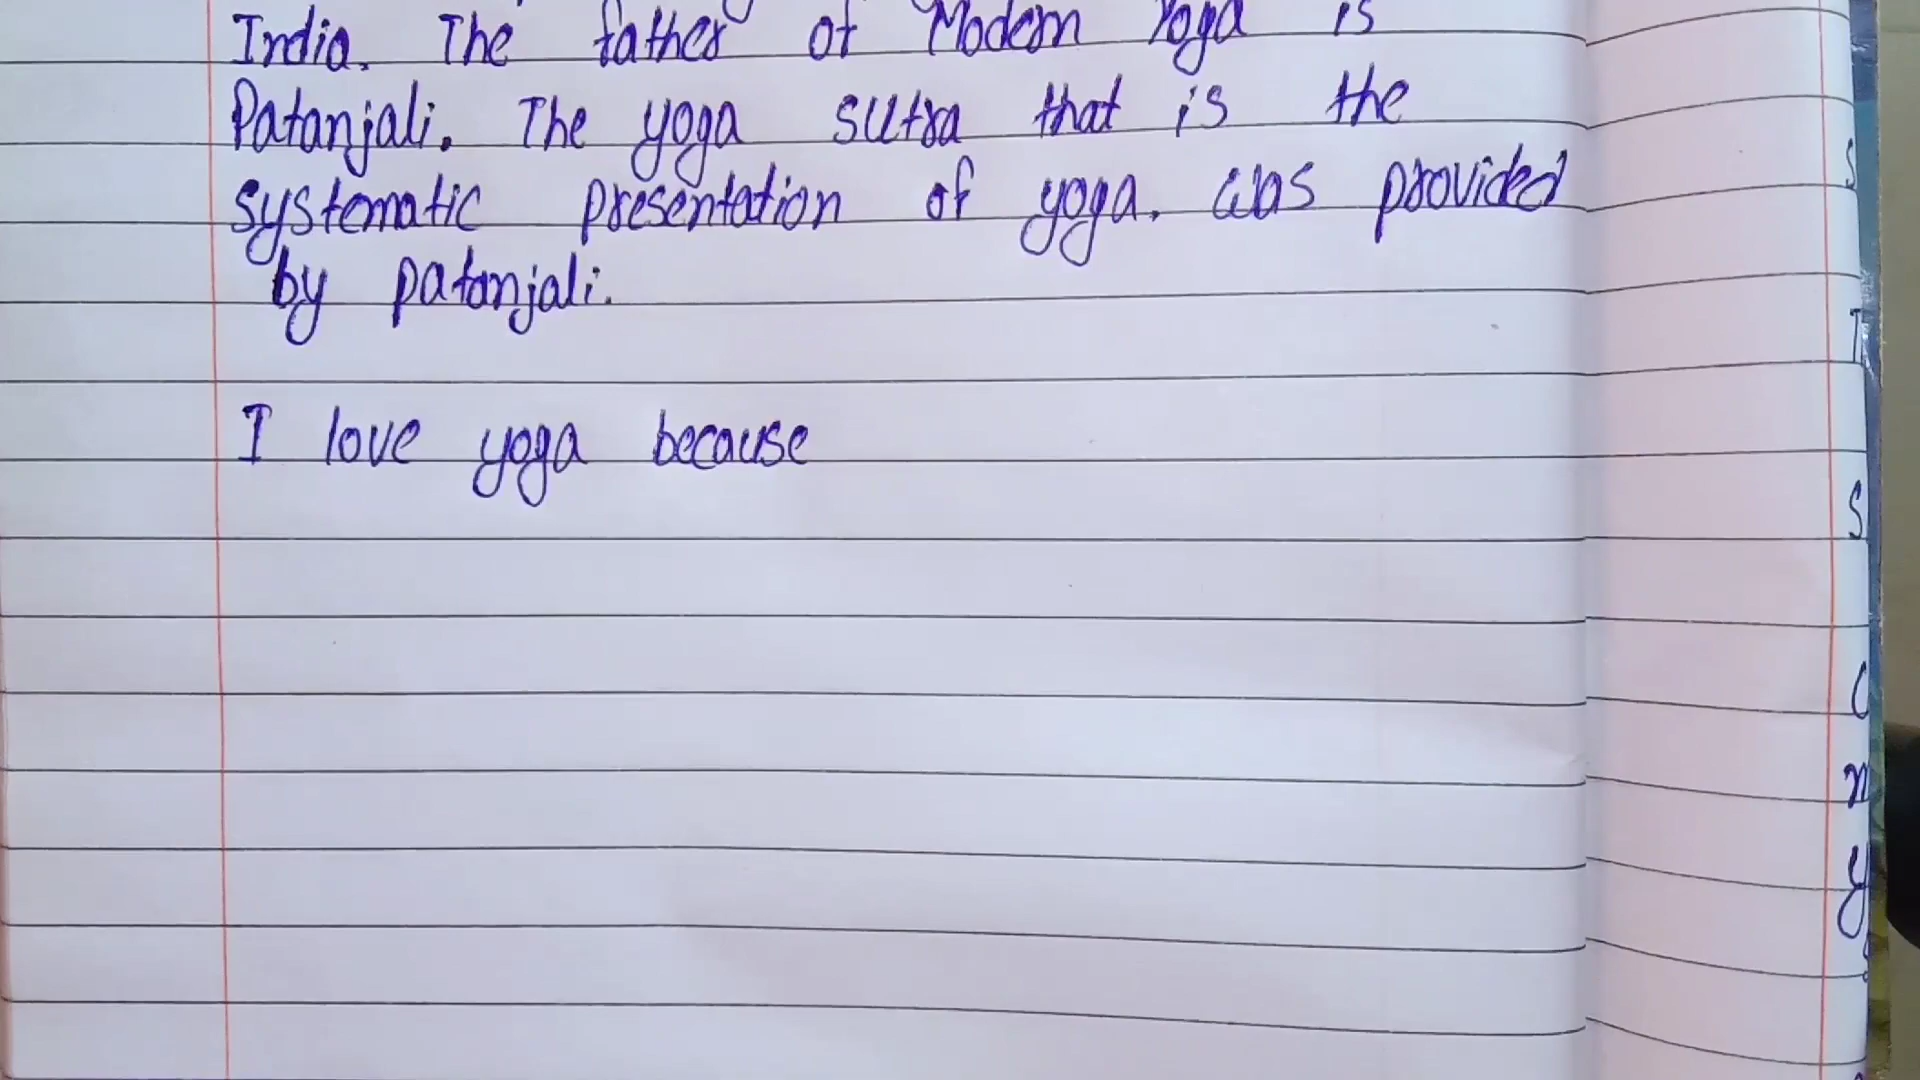 India. The father of Modern Yoga is
Patanjali. The yoga sutra that is the
systematic presentation of yoga. was provided
by patanjali.
I love yoga because